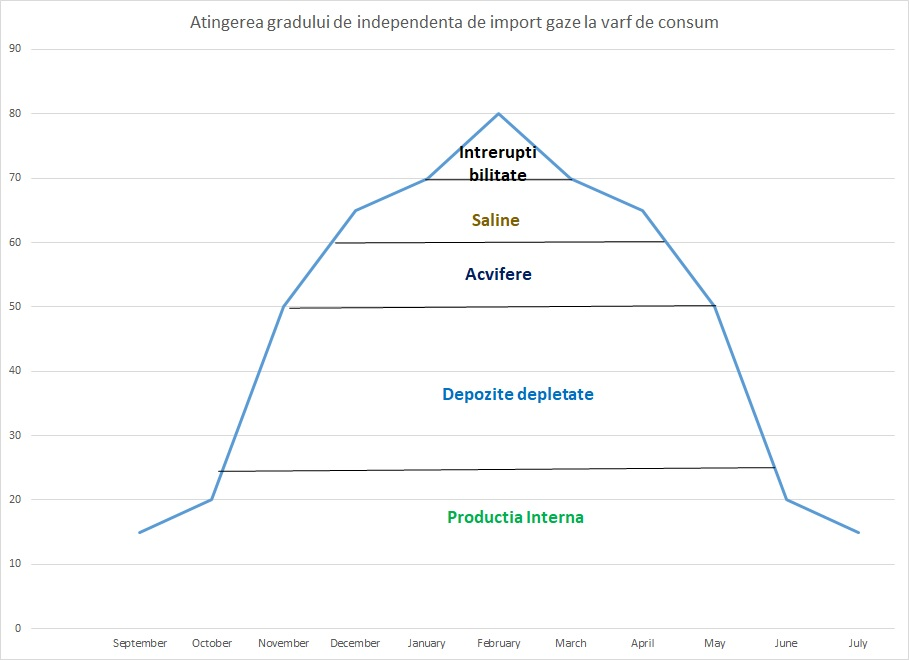 Atingerea gradului de independenta de import gaze la varf de consum
90
80
70
60
50
40
30
20
10
0
Intrerupti
bilitate
Saline
Acvifere
Depozite depletate
Productia Interna
September October November December January February March April May June July